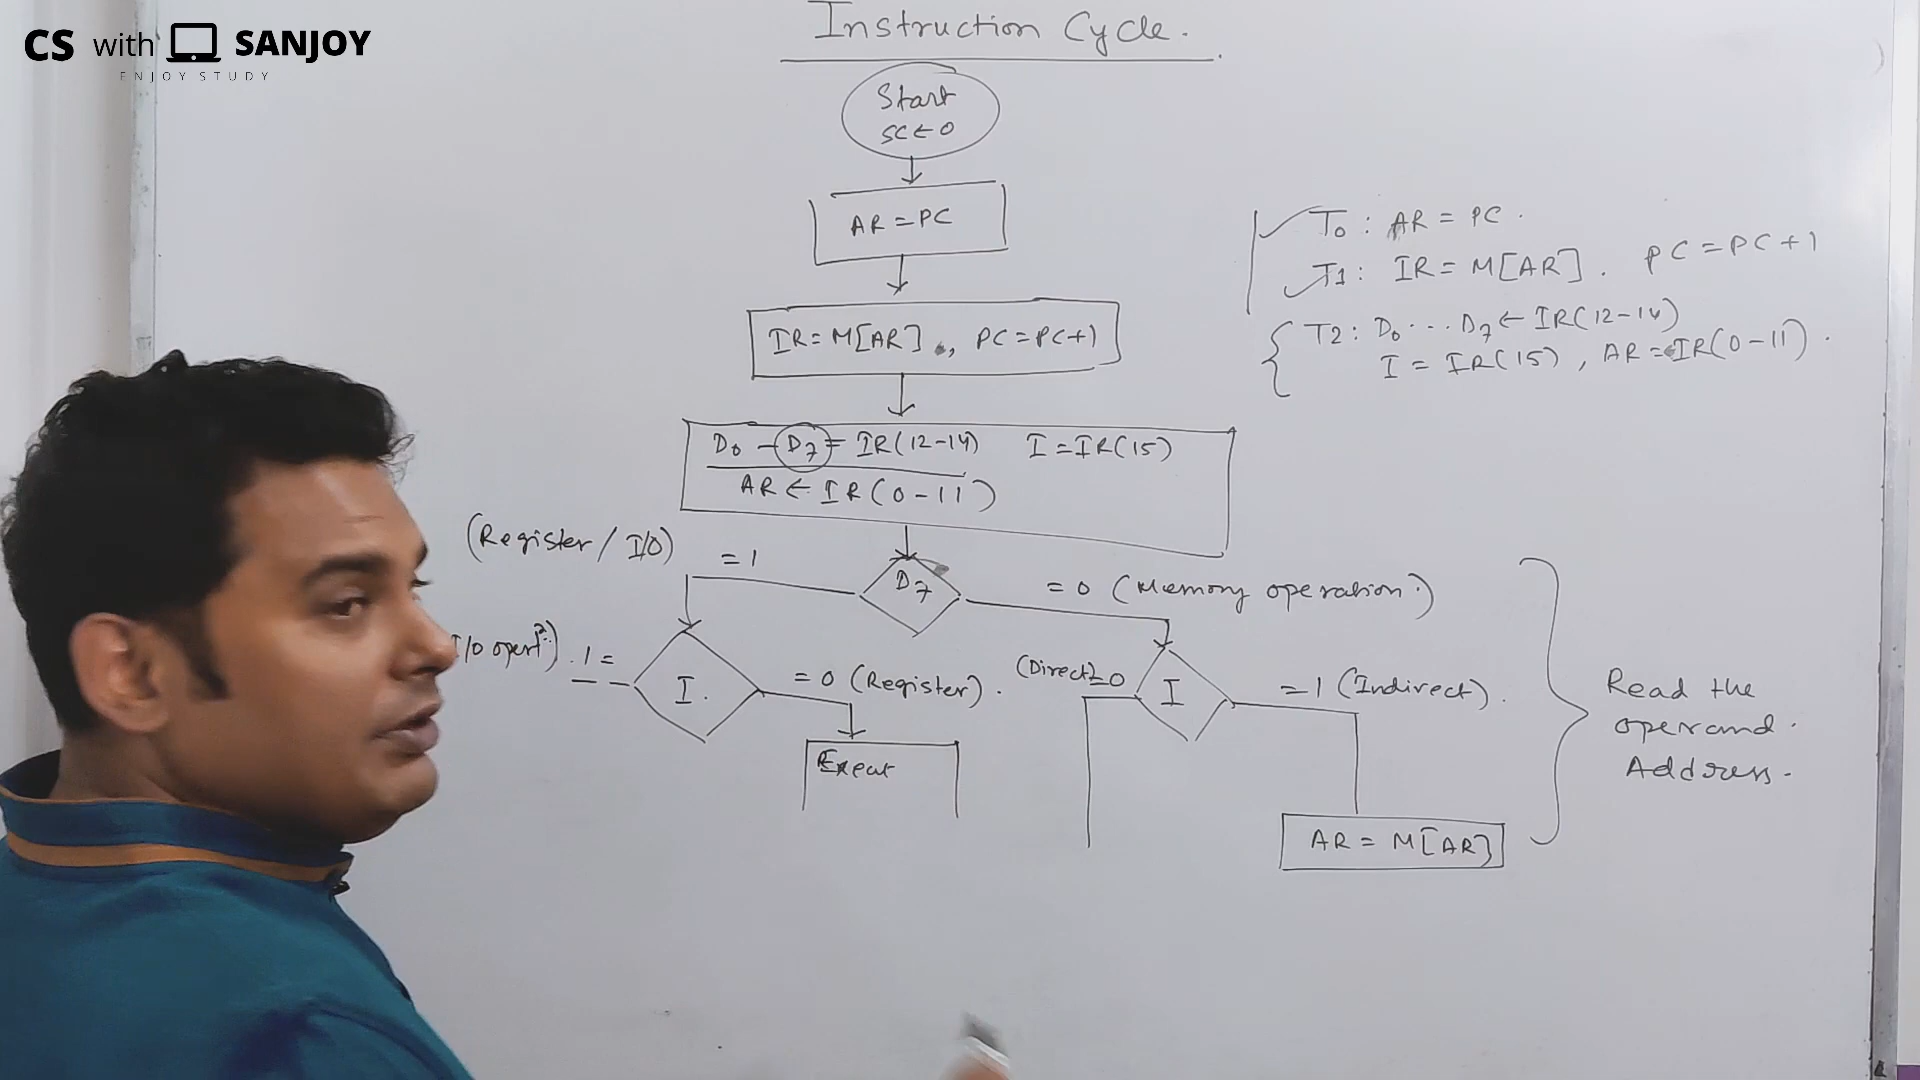 CS with SANJOY
ENJOY STUDY
Instruction Cycle.
Start
SC ← 0
AR = PC
IR = M[AR] , PC = PC+1
D0 - D7 = IR(12-14) I = IR(15)
AR ← IR(0-11)
T0 : AR = PC .
T1 : IR = M[AR] . PC = PC+1
T2 : D0 ... D7 ← IR(12-14)
I = IR(15) , AR = IR(0-11) .
(Register / I/O) = 1
D7
= 0 (Memory operation.)
I/O opern) . 1 =
I.
= 0 (Register).
Execut
(Direct) = 0
I
= 1 (Indirect).
AR = M[AR]
Read the
operand.
Address.